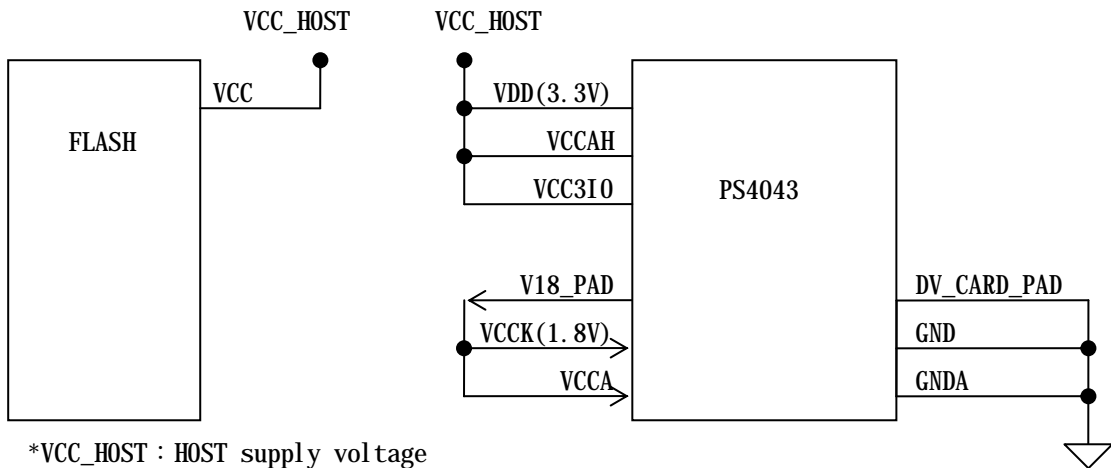 VCC_HOST
VCC_HOST
VCC
VDD(3.3V)
FLASH
VCCAH
VCC3IO
PS4043
V18_PAD
DV_CARD_PAD
VCCK(1.8V)
GND
VCCA
GNDA
*VCC_HOST：HOST supply voltage